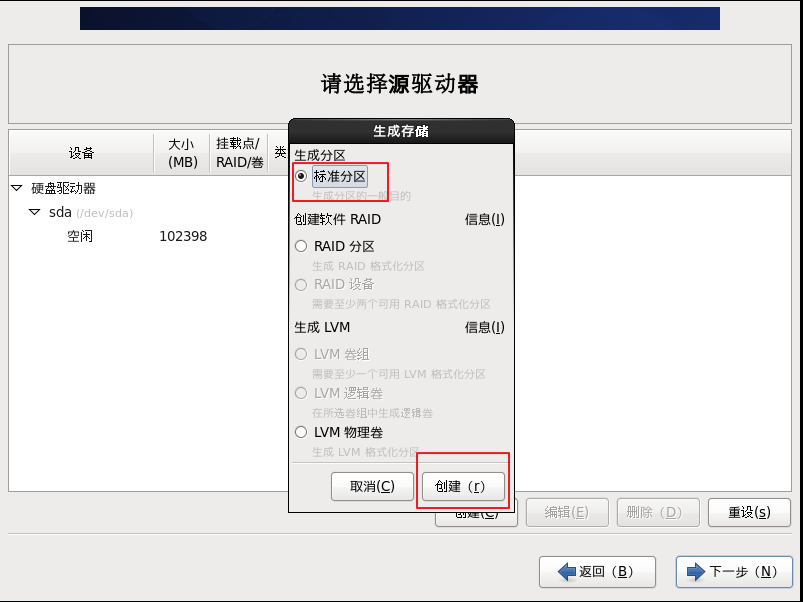 请选择源驱动器
设备
大小
(MB)
挂载点/
RAID/卷
类
硬盘驱动器
sda (/dev/sda)
空闲 102398
生成存储
生成分区
标准分区
生成分区的一般目的
创建软件 RAID 信息(I)
RAID 分区
生成 RAID 格式化分区
RAID 设备
需要至少两个可用 RAID 格式化分区
生成 LVM 信息(I)
LVM 卷组
需要至少一个可用 LVM 格式化分区
LVM 逻辑卷
在所选卷组中生成逻辑卷
LVM 物理卷
生成 LVM 格式化分区
取消(C) 创建（r）
创建(C) 编辑(E) 删除（D） 重设(s)
返回（B） 下一步（N）